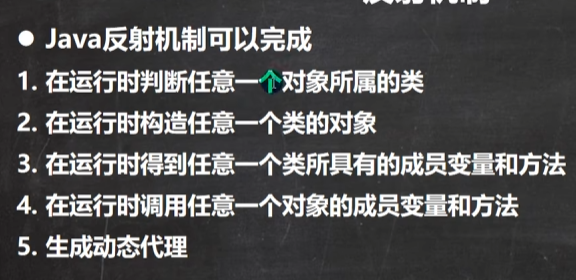 反射机制
● Java反射机制可以完成
1. 在运行时判断任意一个对象所属的类
2. 在运行时构造任意一个类的对象
3. 在运行时得到任意一个类所具有的成员变量和方法
4. 在运行时调用任意一个对象的成员变量和方法
5. 生成动态代理